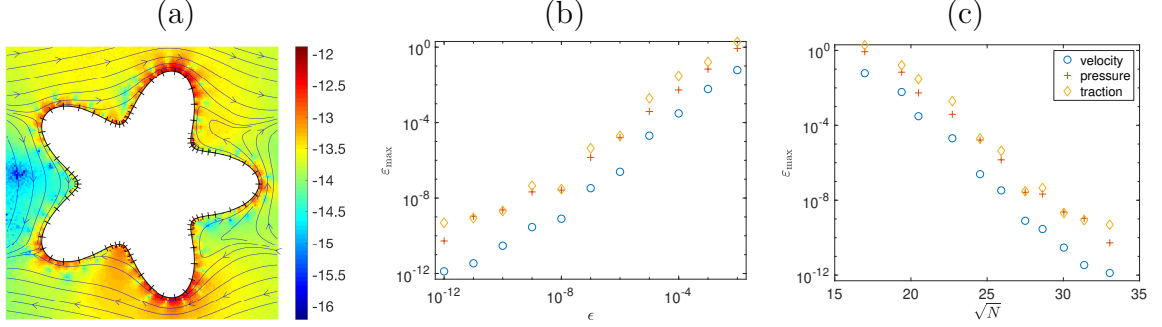 (a)
-12
-12.5
-13
-13.5
-14
-14.5
-15
-15.5
-16
(b)
10^0
10^-4
10^-8
10^-12
ε_max
10^-12
10^-8
10^-4
ϵ
(c)
10^0
10^-4
10^-8
10^-12
ε_max
15
20
25
30
35
√N
velocity
pressure
traction